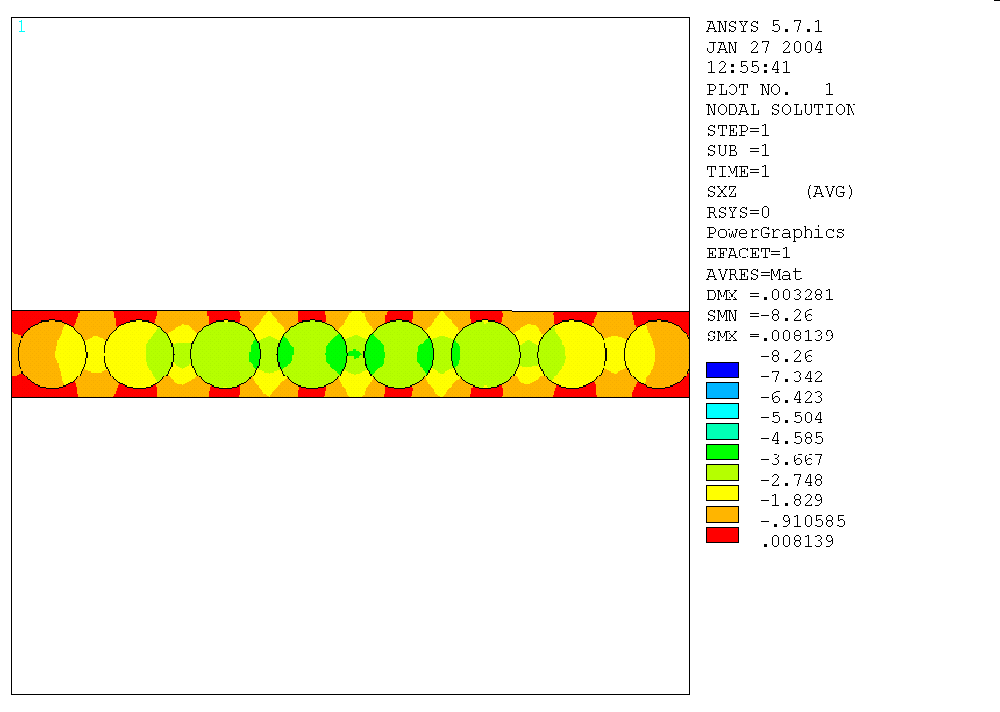 1
ANSYS 5.7.1
JAN 27 2004
12:55:41
PLOT NO.   1
NODAL SOLUTION
STEP=1
SUB =1
TIME=1
SXZ      (AVG)
RSYS=0
PowerGraphics
EFACET=1
AVRES=Mat
DMX =.003281
SMN =-8.26
SMX =.008139
-8.26
-7.342
-6.423
-5.504
-4.585
-3.667
-2.748
-1.829
-.910585
.008139